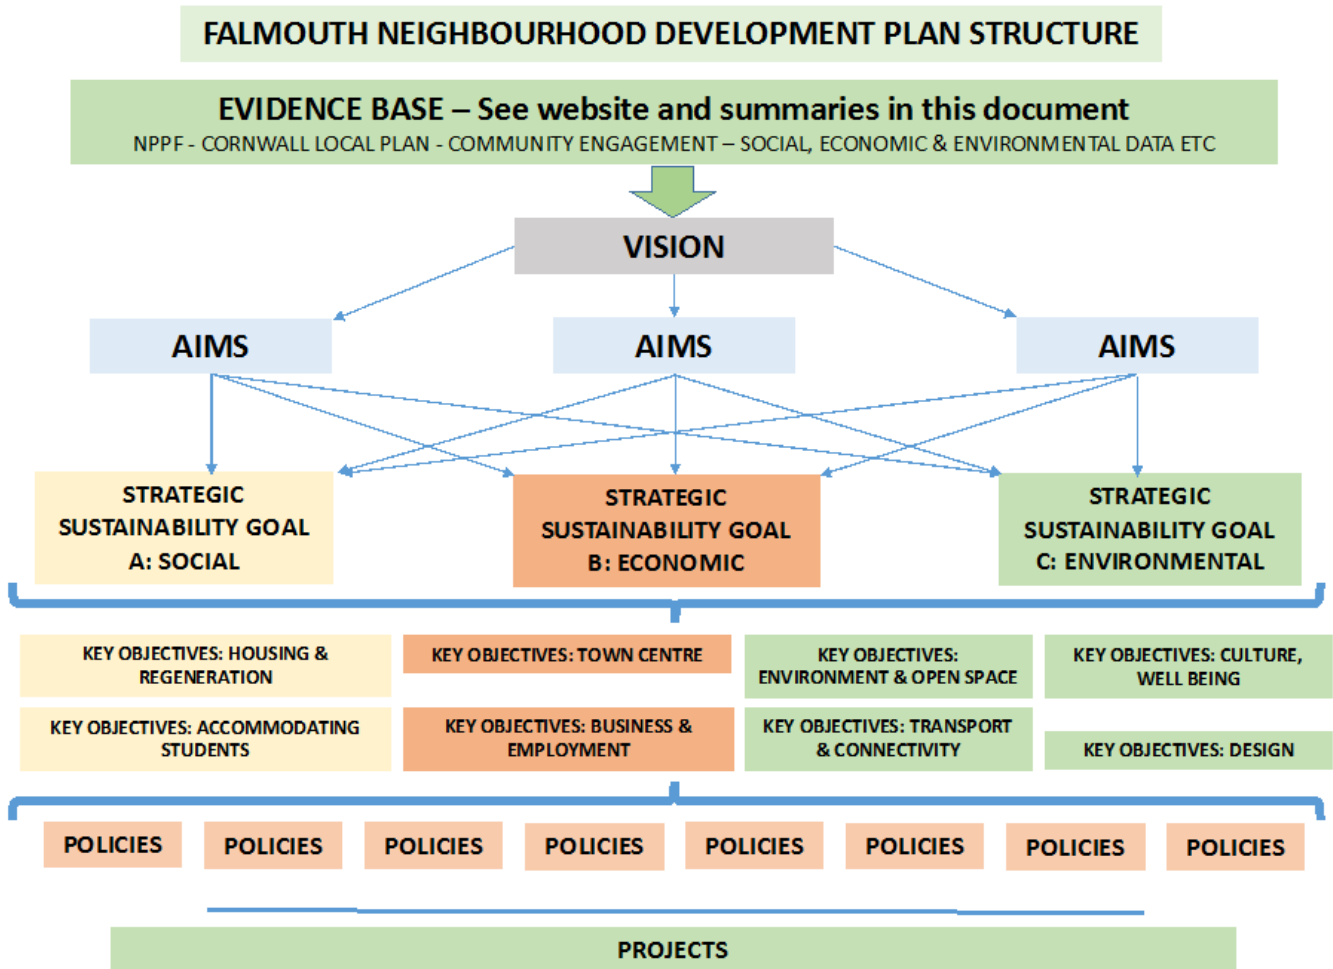 FALMOUTH NEIGHBOURHOOD DEVELOPMENT PLAN STRUCTURE
EVIDENCE BASE – See website and summaries in this document
NPPF - CORNWALL LOCAL PLAN - COMMUNITY ENGAGEMENT – SOCIAL, ECONOMIC & ENVIRONMENTAL DATA ETC
VISION
AIMS
AIMS
AIMS
STRATEGIC
SUSTAINABILITY GOAL
A: SOCIAL
STRATEGIC
SUSTAINABILITY GOAL
B: ECONOMIC
STRATEGIC
SUSTAINABILITY GOAL
C: ENVIRONMENTAL
KEY OBJECTIVES: HOUSING &
REGENERATION
KEY OBJECTIVES: TOWN CENTRE
KEY OBJECTIVES:
ENVIRONMENT & OPEN SPACE
KEY OBJECTIVES: CULTURE,
WELL BEING
KEY OBJECTIVES: ACCOMMODATING
STUDENTS
KEY OBJECTIVES: BUSINESS &
EMPLOYMENT
KEY OBJECTIVES: TRANSPORT
& CONNECTIVITY
KEY OBJECTIVES: DESIGN
POLICIES
POLICIES
POLICIES
POLICIES
POLICIES
POLICIES
POLICIES
POLICIES
PROJECTS